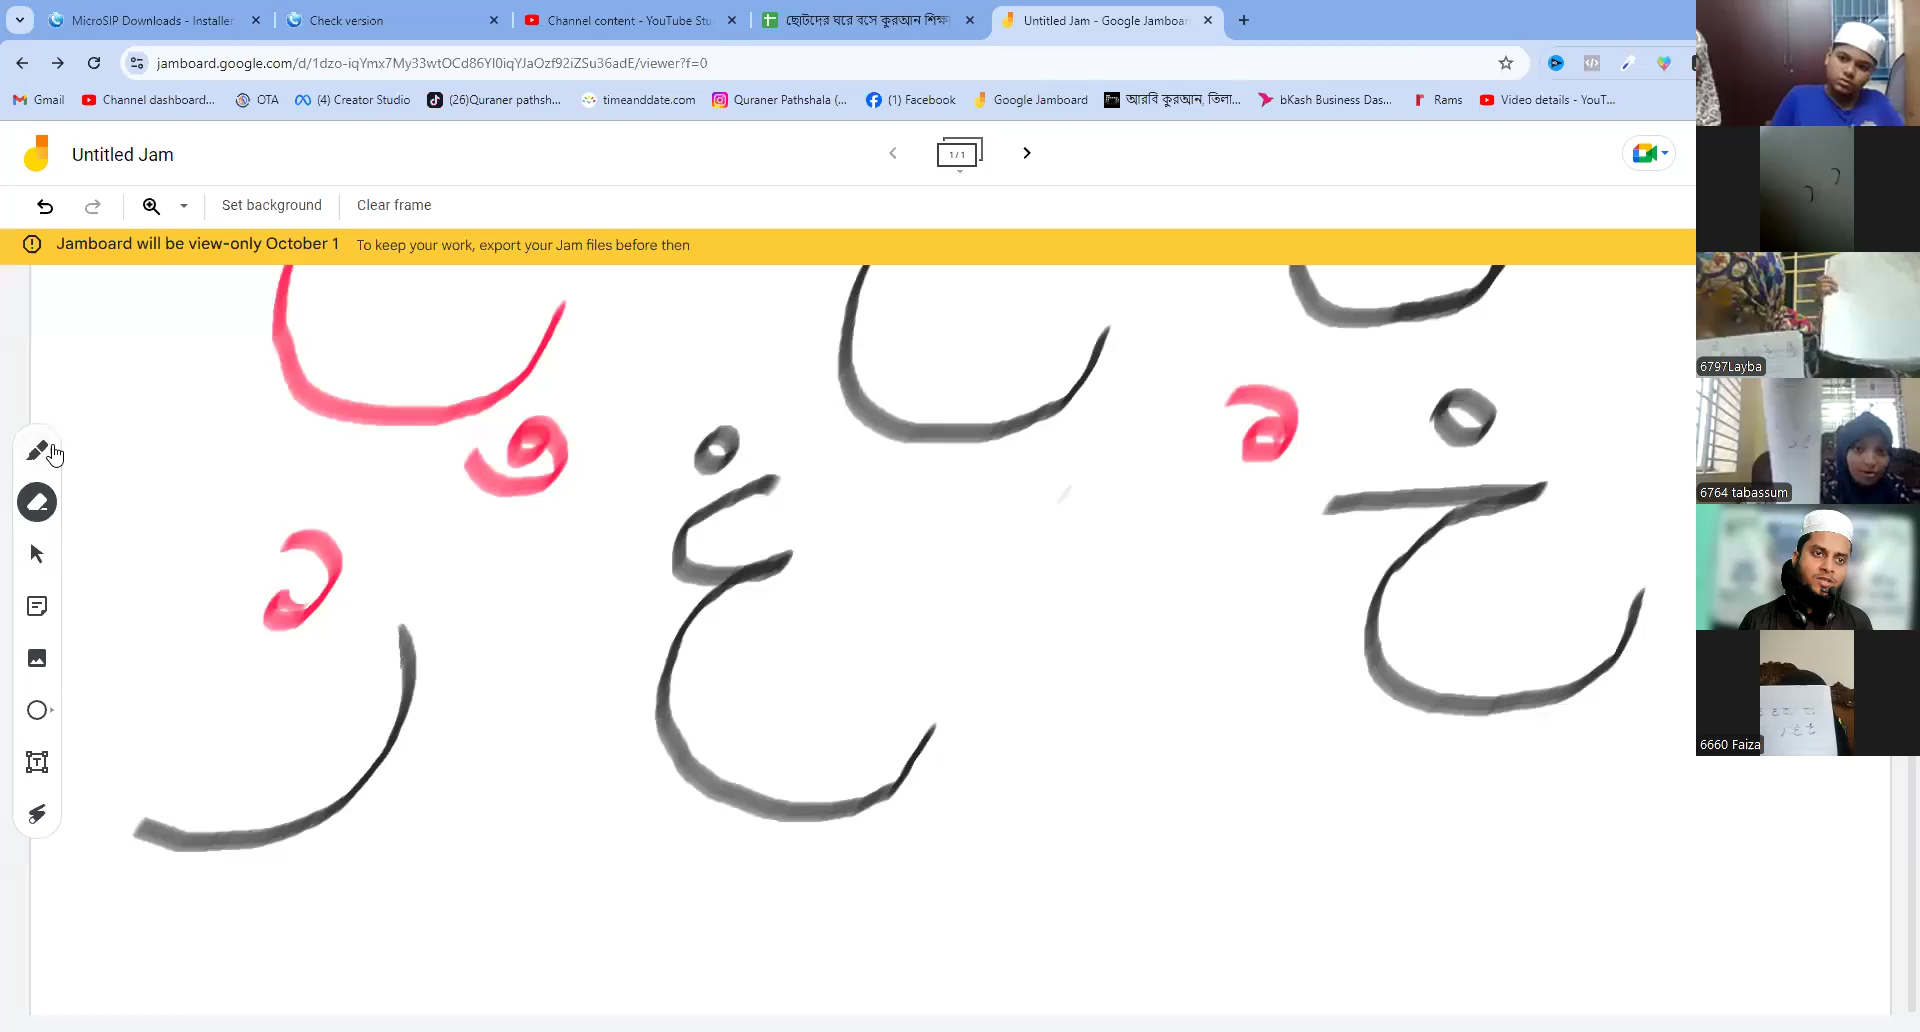 MicroSIP Downloads - Installer
Check version
Channel content - YouTube Stu
ছোটদের ঘরে বসে কুরআন শিক্ষা
Untitled Jam - Google Jamboar
jamboard.google.com/d/1dzo-iqYmx7My33wtOCd86Yl0iqYJaOzf92iZSu36adE/viewer?f=0
Gmail
Channel dashboard...
OTA
(4) Creator Studio
(26)Quraner pathsh...
timeanddate.com
Quraner Pathshala (...
(1) Facebook
Google Jamboard
আরবি কুরআন, তিলা...
bKash Business Das...
Rams
Video details - YouT...
Untitled Jam
1 / 1
Set background
Clear frame
Jamboard will be view-only October 1 To keep your work, export your Jam files before then
خ
غ
ر
6797Layba
6764 tabassum
6660 Faiza